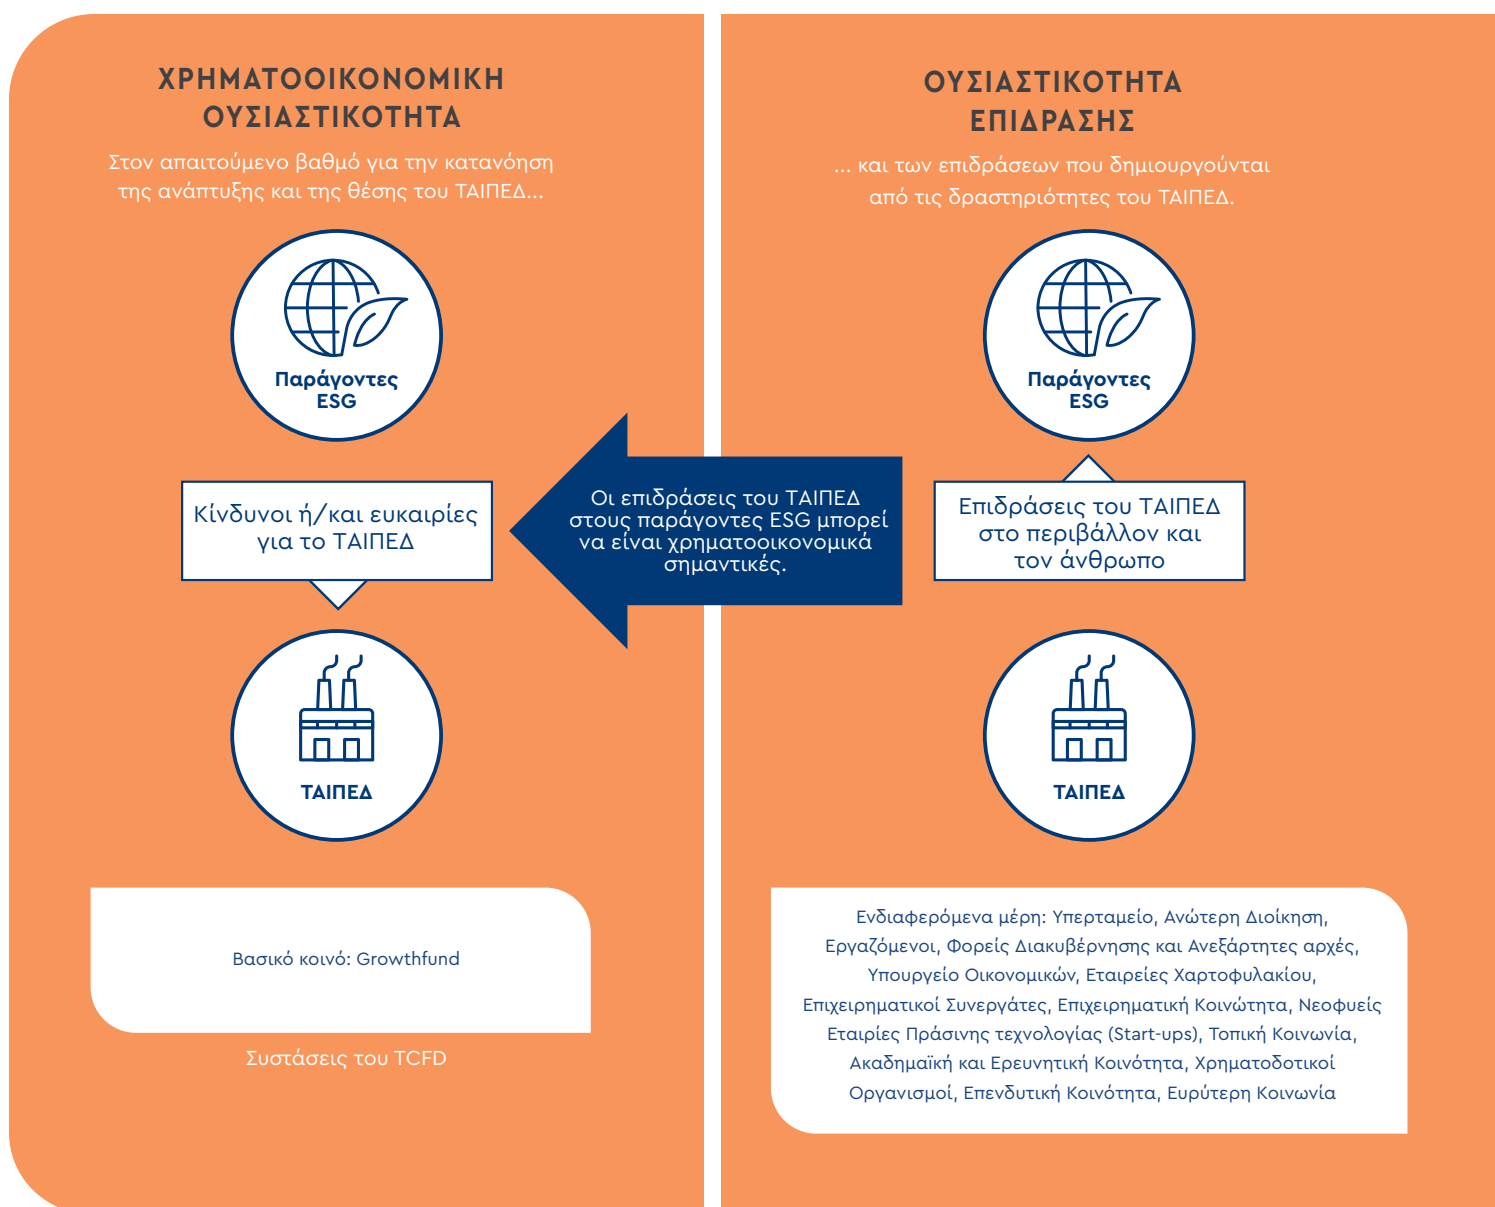 ΧΡΗΜΑΤΟΟΙΚΟΝΟΜΙΚΗ
ΟΥΣΙΑΣΤΙΚΟΤΗΤΑ
Στον απαιτούμενο βαθμό για την κατανόηση
της ανάπτυξης και της θέσης του ΤΑΙΠΕΔ...
Παράγοντες
ESG
Κίνδυνοι ή/και ευκαιρίες
για το ΤΑΙΠΕΔ
ΤΑΙΠΕΔ
Βασικό κοινό: Growthfund
Συστάσεις του TCFD
Οι επιδράσεις του ΤΑΙΠΕΔ
στους παράγοντες ESG μπορεί
να είναι χρηματοοικονομικά
σημαντικές.
ΟΥΣΙΑΣΤΙΚΟΤΗΤΑ
ΕΠΙΔΡΑΣΗΣ
... και των επιδράσεων που δημιουργούνται
από τις δραστηριότητες του ΤΑΙΠΕΔ.
Παράγοντες
ESG
Επιδράσεις του ΤΑΙΠΕΔ
στο περιβάλλον και
τον άνθρωπο
ΤΑΙΠΕΔ
Ενδιαφερόμενα μέρη: Υπερταμείο, Ανώτερη Διοίκηση,
Εργαζόμενοι, Φορείς Διακυβέρνησης και Ανεξάρτητες αρχές,
Υπουργείο Οικονομικών, Εταιρείες Χαρτοφυλακίου,
Επιχειρηματικοί Συνεργάτες, Επιχειρηματική Κοινώτητα, Νεοφυείς
Εταιρίες Πράσινης τεχνολογίας (Start-ups), Τοπική Κοινωνία,
Ακαδημαϊκή και Ερευνητική Κοινότητα, Χρηματοδοτικοί
Οργανισμοί, Επενδυτική Κοινότητα, Ευρύτερη Κοινωνία